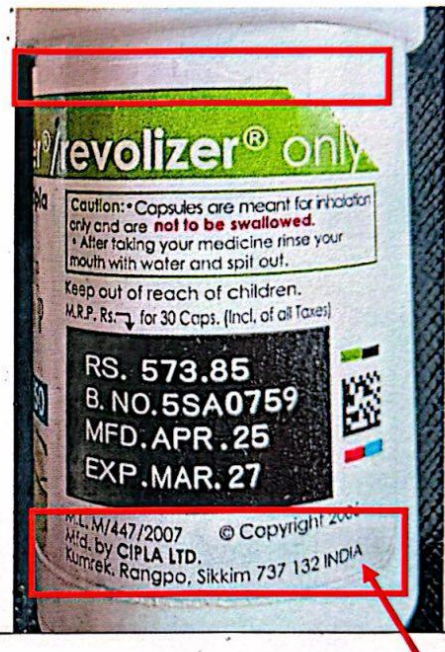 /revolizer® only
Caution: • Capsules are meant for inhalation
only and are not to be swallowed.
• After taking your medicine rinse your
mouth with water and spit out.
Keep out of reach of children.
M.R.P. Rs. for 30 Caps. (Incl. of all Taxes)
RS. 573.85
B. NO.5SA0759
MFD.APR.25
EXP.MAR.27
M.L. M/447/2007 © Copyright
Mfd. by CIPLA LTD.
Kumrek, Rangpo, Sikkim 737 132 INDIA